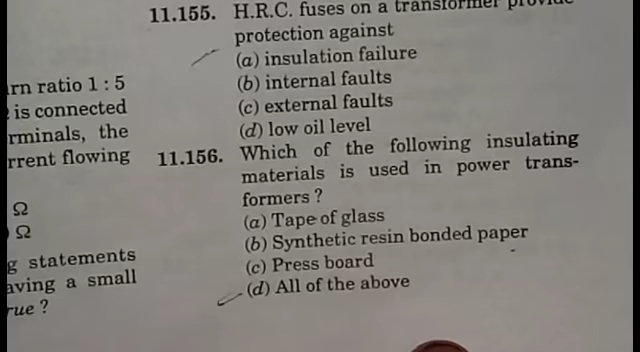 rn ratio 1 : 5
is connected
rminals, the
rrent flowing
Ω
Ω
g statements
aving a small
rue ?
11.155. H.R.C. fuses on a transformer provide
protection against
(a) insulation failure
(b) internal faults
(c) external faults
(d) low oil level
11.156. Which of the following insulating
materials is used in power trans-
formers ?
(a) Tape of glass
(b) Synthetic resin bonded paper
(c) Press board
(d) All of the above